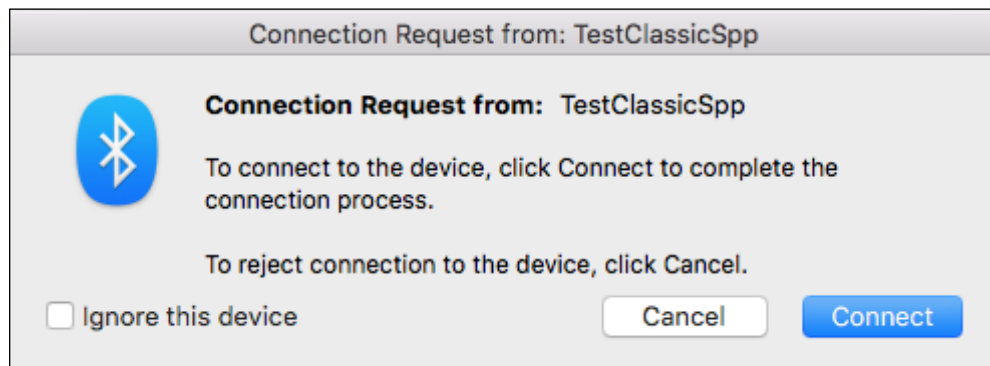 Connection Request from: TestClassicSpp
Connection Request from: TestClassicSpp
To connect to the device, click Connect to complete the
connection process.
To reject connection to the device, click Cancel.
Ignore this device
Cancel
Connect